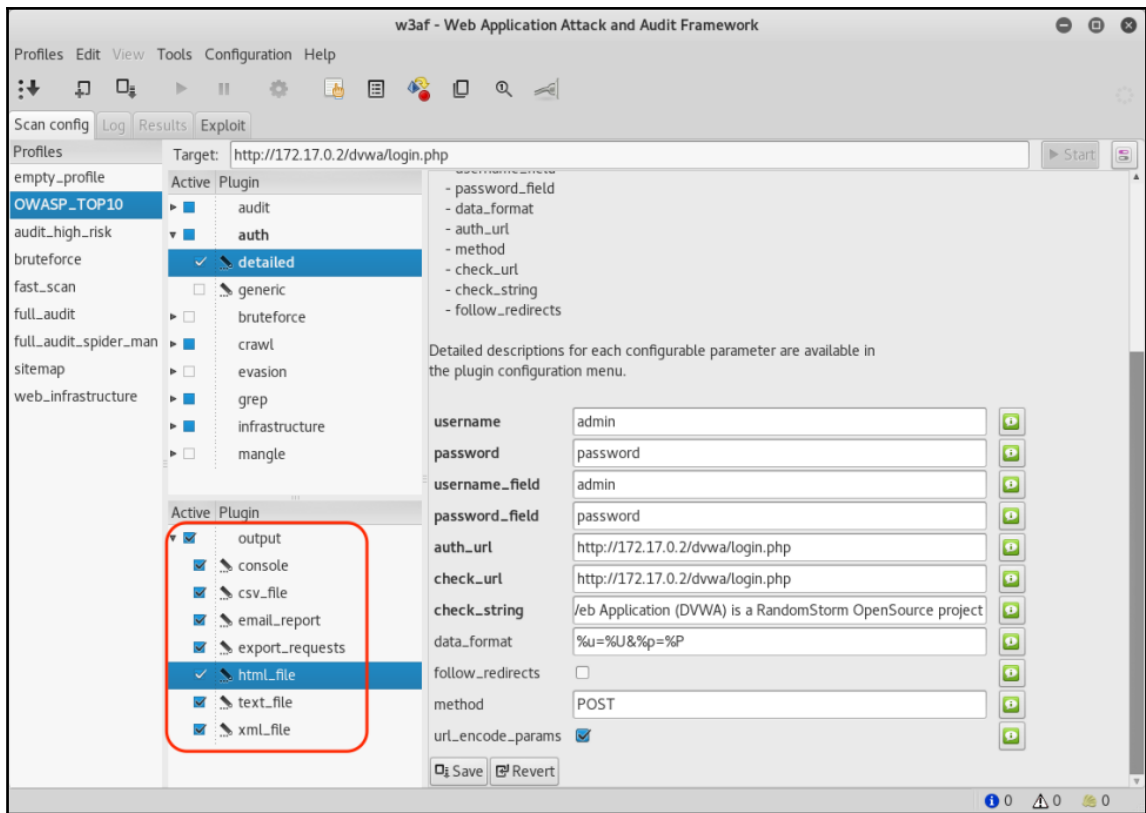 w3af - Web Application Attack and Audit Framework
Profiles Edit View Tools Configuration Help
Scan config Log Results Exploit
Profiles
empty_profile
OWASP_TOP10
audit_high_risk
bruteforce
fast_scan
full_audit
full_audit_spider_man
sitemap
web_infrastructure
Target: http://172.17.0.2/dvwa/login.php Start
Active Plugin
audit
auth
detailed
generic
bruteforce
crawl
evasion
grep
infrastructure
mangle
Active Plugin
output
console
csv_file
email_report
export_requests
html_file
text_file
xml_file
- password_field
- data_format
- auth_url
- method
- check_url
- check_string
- follow_redirects
Detailed descriptions for each configurable parameter are available in
the plugin configuration menu.
username admin
password password
username_field admin
password_field password
auth_url http://172.17.0.2/dvwa/login.php
check_url http://172.17.0.2/dvwa/login.php
check_string /eb Application (DVWA) is a RandomStorm OpenSource project
data_format %u=%U&%p=%P
follow_redirects
method POST
url_encode_params
Save Revert
0 0 0